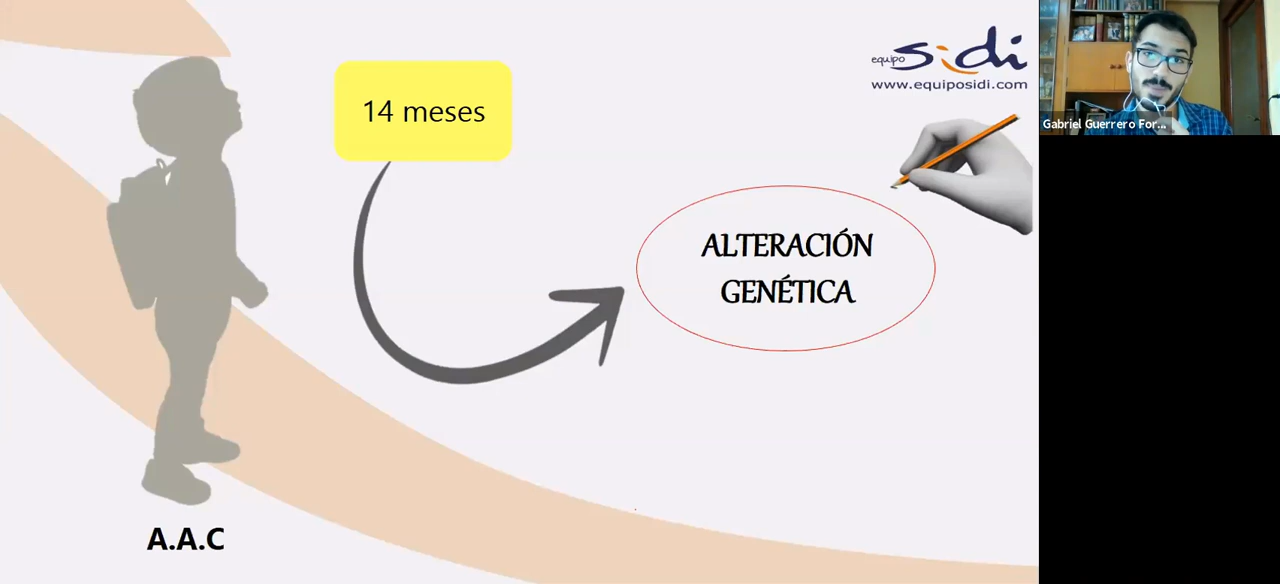 14 meses
equipo sidi
www.equiposidi.com
Gabriel Guerrero For...
ALTERACIÓN
GENÉTICA
A.A.C